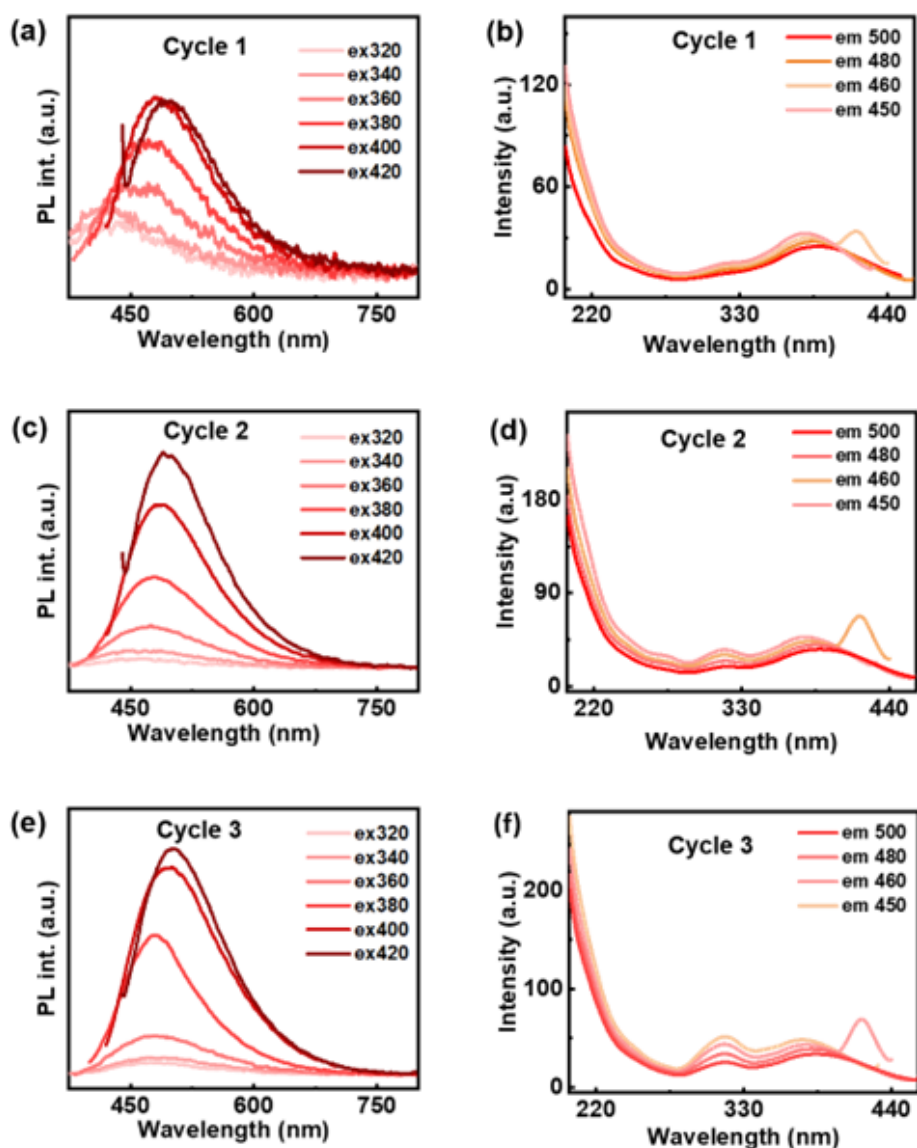 (a)
Cycle 1
ex320
ex340
ex360
ex380
ex400
ex420
PL int. (a.u.)
450 600 750
Wavelength (nm)
(b)
Cycle 1
em 500
em 480
em 460
em 450
Intensity (a.u.)
120
60
0
220 330 440
Wavelength (nm)
(c)
Cycle 2
ex320
ex340
ex360
ex380
ex400
ex420
PL int. (a.u.)
450 600 750
Wavelength (nm)
(d)
Cycle 2
em 500
em 480
em 460
em 450
Intensity (a.u)
180
90
0
220 330 440
Wavelength (nm)
(e)
Cycle 3
ex320
ex340
ex360
ex380
ex400
ex420
PL int. (a.u.)
450 600 750
Wavelength (nm)
(f)
Cycle 3
em 500
em 480
em 460
em 450
Intensity (a.u.)
200
100
0
220 330 440
Wavelength (nm)